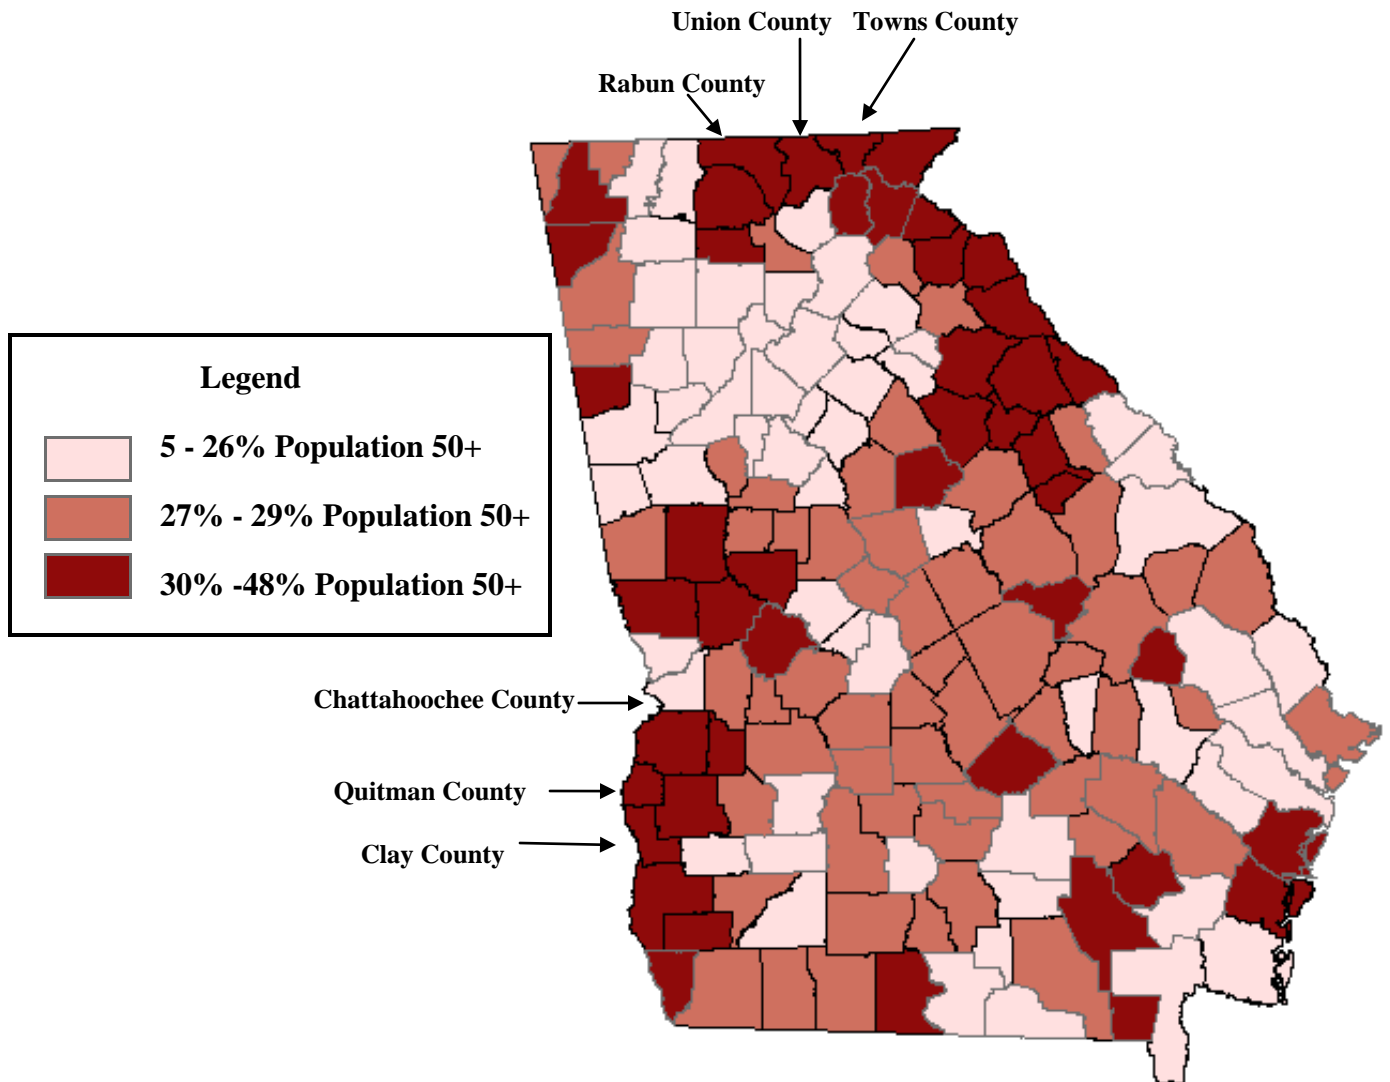 Union County
Towns County
Rabun County
Legend
5 - 26% Population 50+
27% - 29% Population 50+
30% -48% Population 50+
Chattahoochee County
Quitman County
Clay County